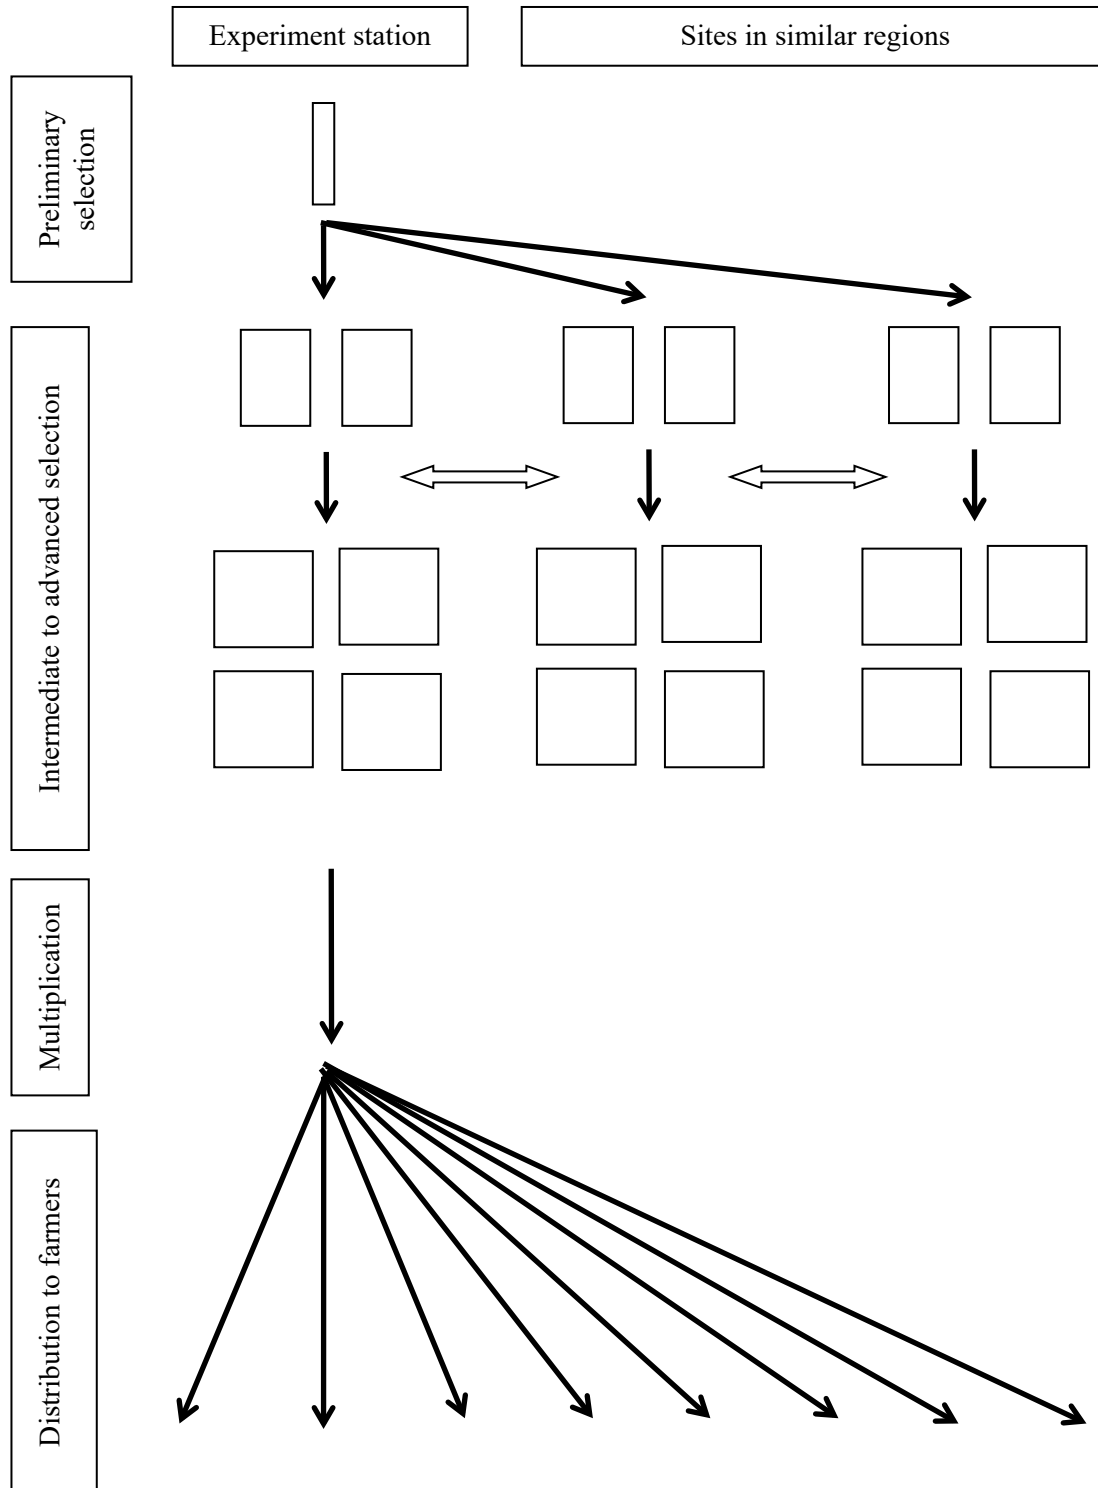 Experiment station
Sites in similar regions
Preliminary
selection
Intermediate to advanced selection
Multiplication
Distribution to farmers